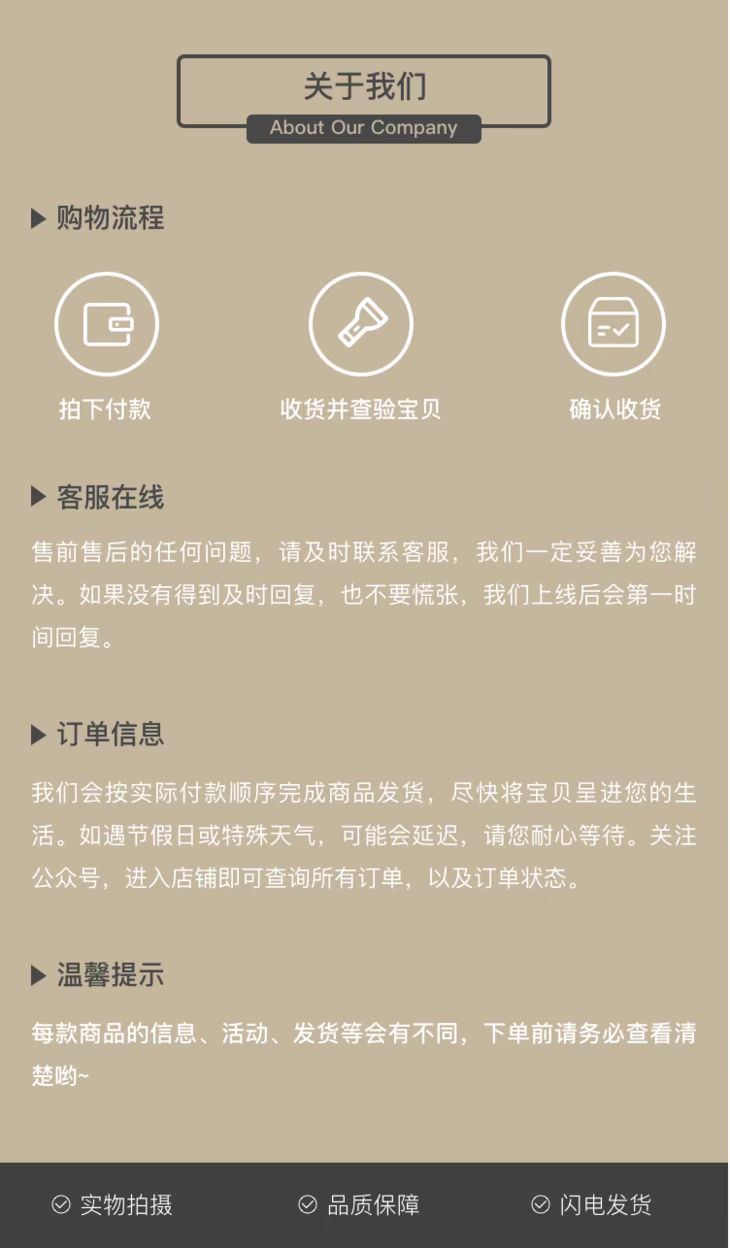 关于我们
About Our Company
购物流程
拍下付款
收货并查验宝贝
确认收货
客服在线
售前售后的任何问题，请及时联系客服，我们一定妥善为您解
决。如果没有得到及时回复，也不要慌张，我们上线后会第一时
间回复。
订单信息
我们会按实际付款顺序完成商品发货，尽快将宝贝呈进您的生
活。如遇节假日或特殊天气，可能会延迟，请您耐心等待。关注
公众号，进入店铺即可查询所有订单，以及订单状态。
温馨提示
每款商品的信息、活动、发货等会有不同，下单前请务必查看清
楚哟~
实物拍摄
品质保障
闪电发货